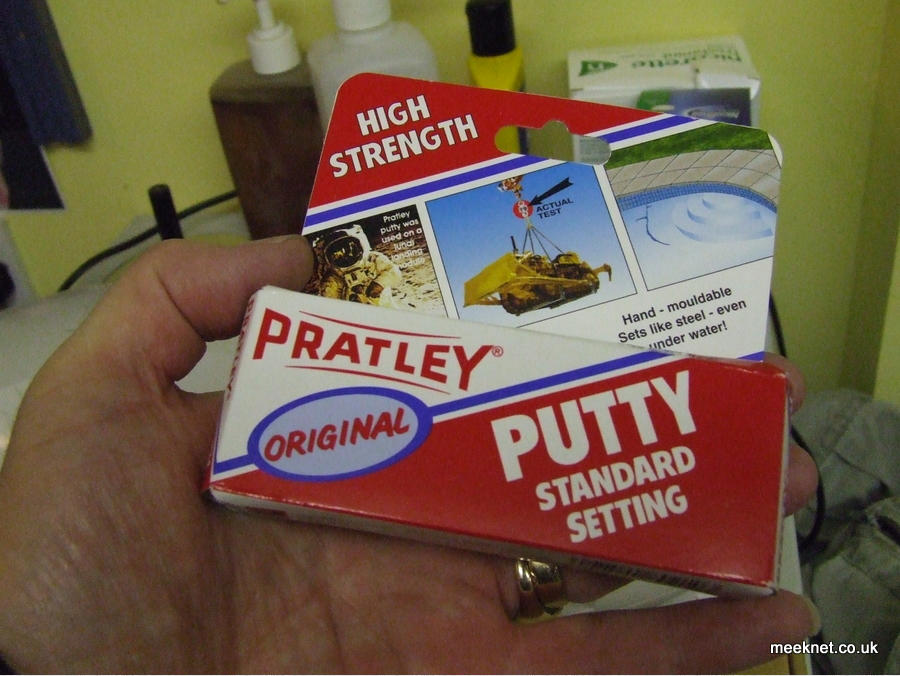 nicorette
HIGH
STRENGTH
Pratley
putty was
used on a
lunar
landing
ACTUAL
TEST
Hand - mouldable
Sets like steel - even
under water!
PRATLEY®
ORIGINAL
PUTTY
STANDARD
SETTING
meeknet.co.uk